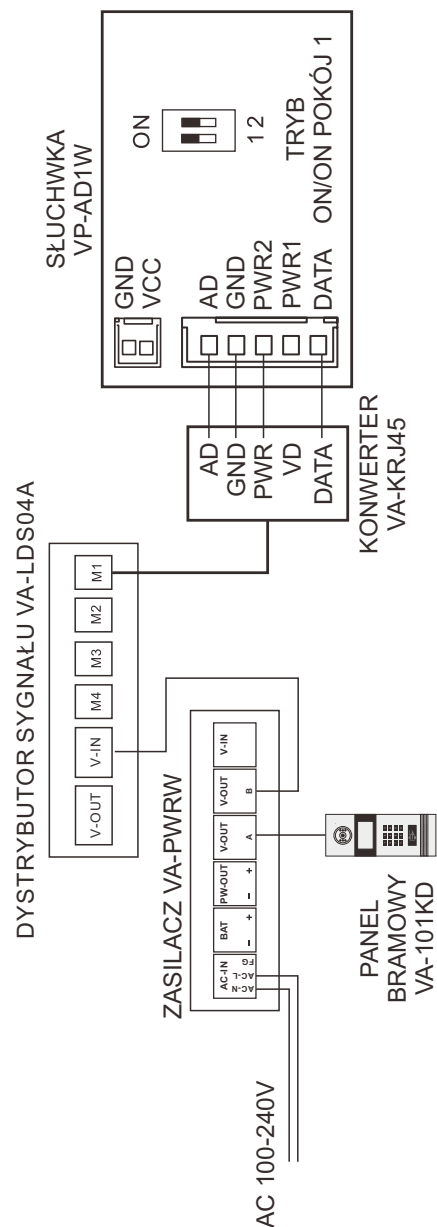 SŁUCHWKA
VP-AD1W
GND
VCC
ON
1 2
AD
GND
PWR2
PWR1
DATA
TRYB
ON/ON POKÓJ 1
AD
GND
PWR
VD
DATA
KONWERTER
VA-KRJ45
DYSTRYBUTOR SYGNAŁU VA-LDS04A
V-OUT
V-IN
M4
M3
M2
M1
ZASILACZ VA-PWRW
AC-IN
AC-N
AC-L
FG
BAT
− +
PW-OUT
− +
V-OUT
A
V-OUT
B
V-IN
AC 100-240V
PANEL
BRAMOWY
VA-101KD